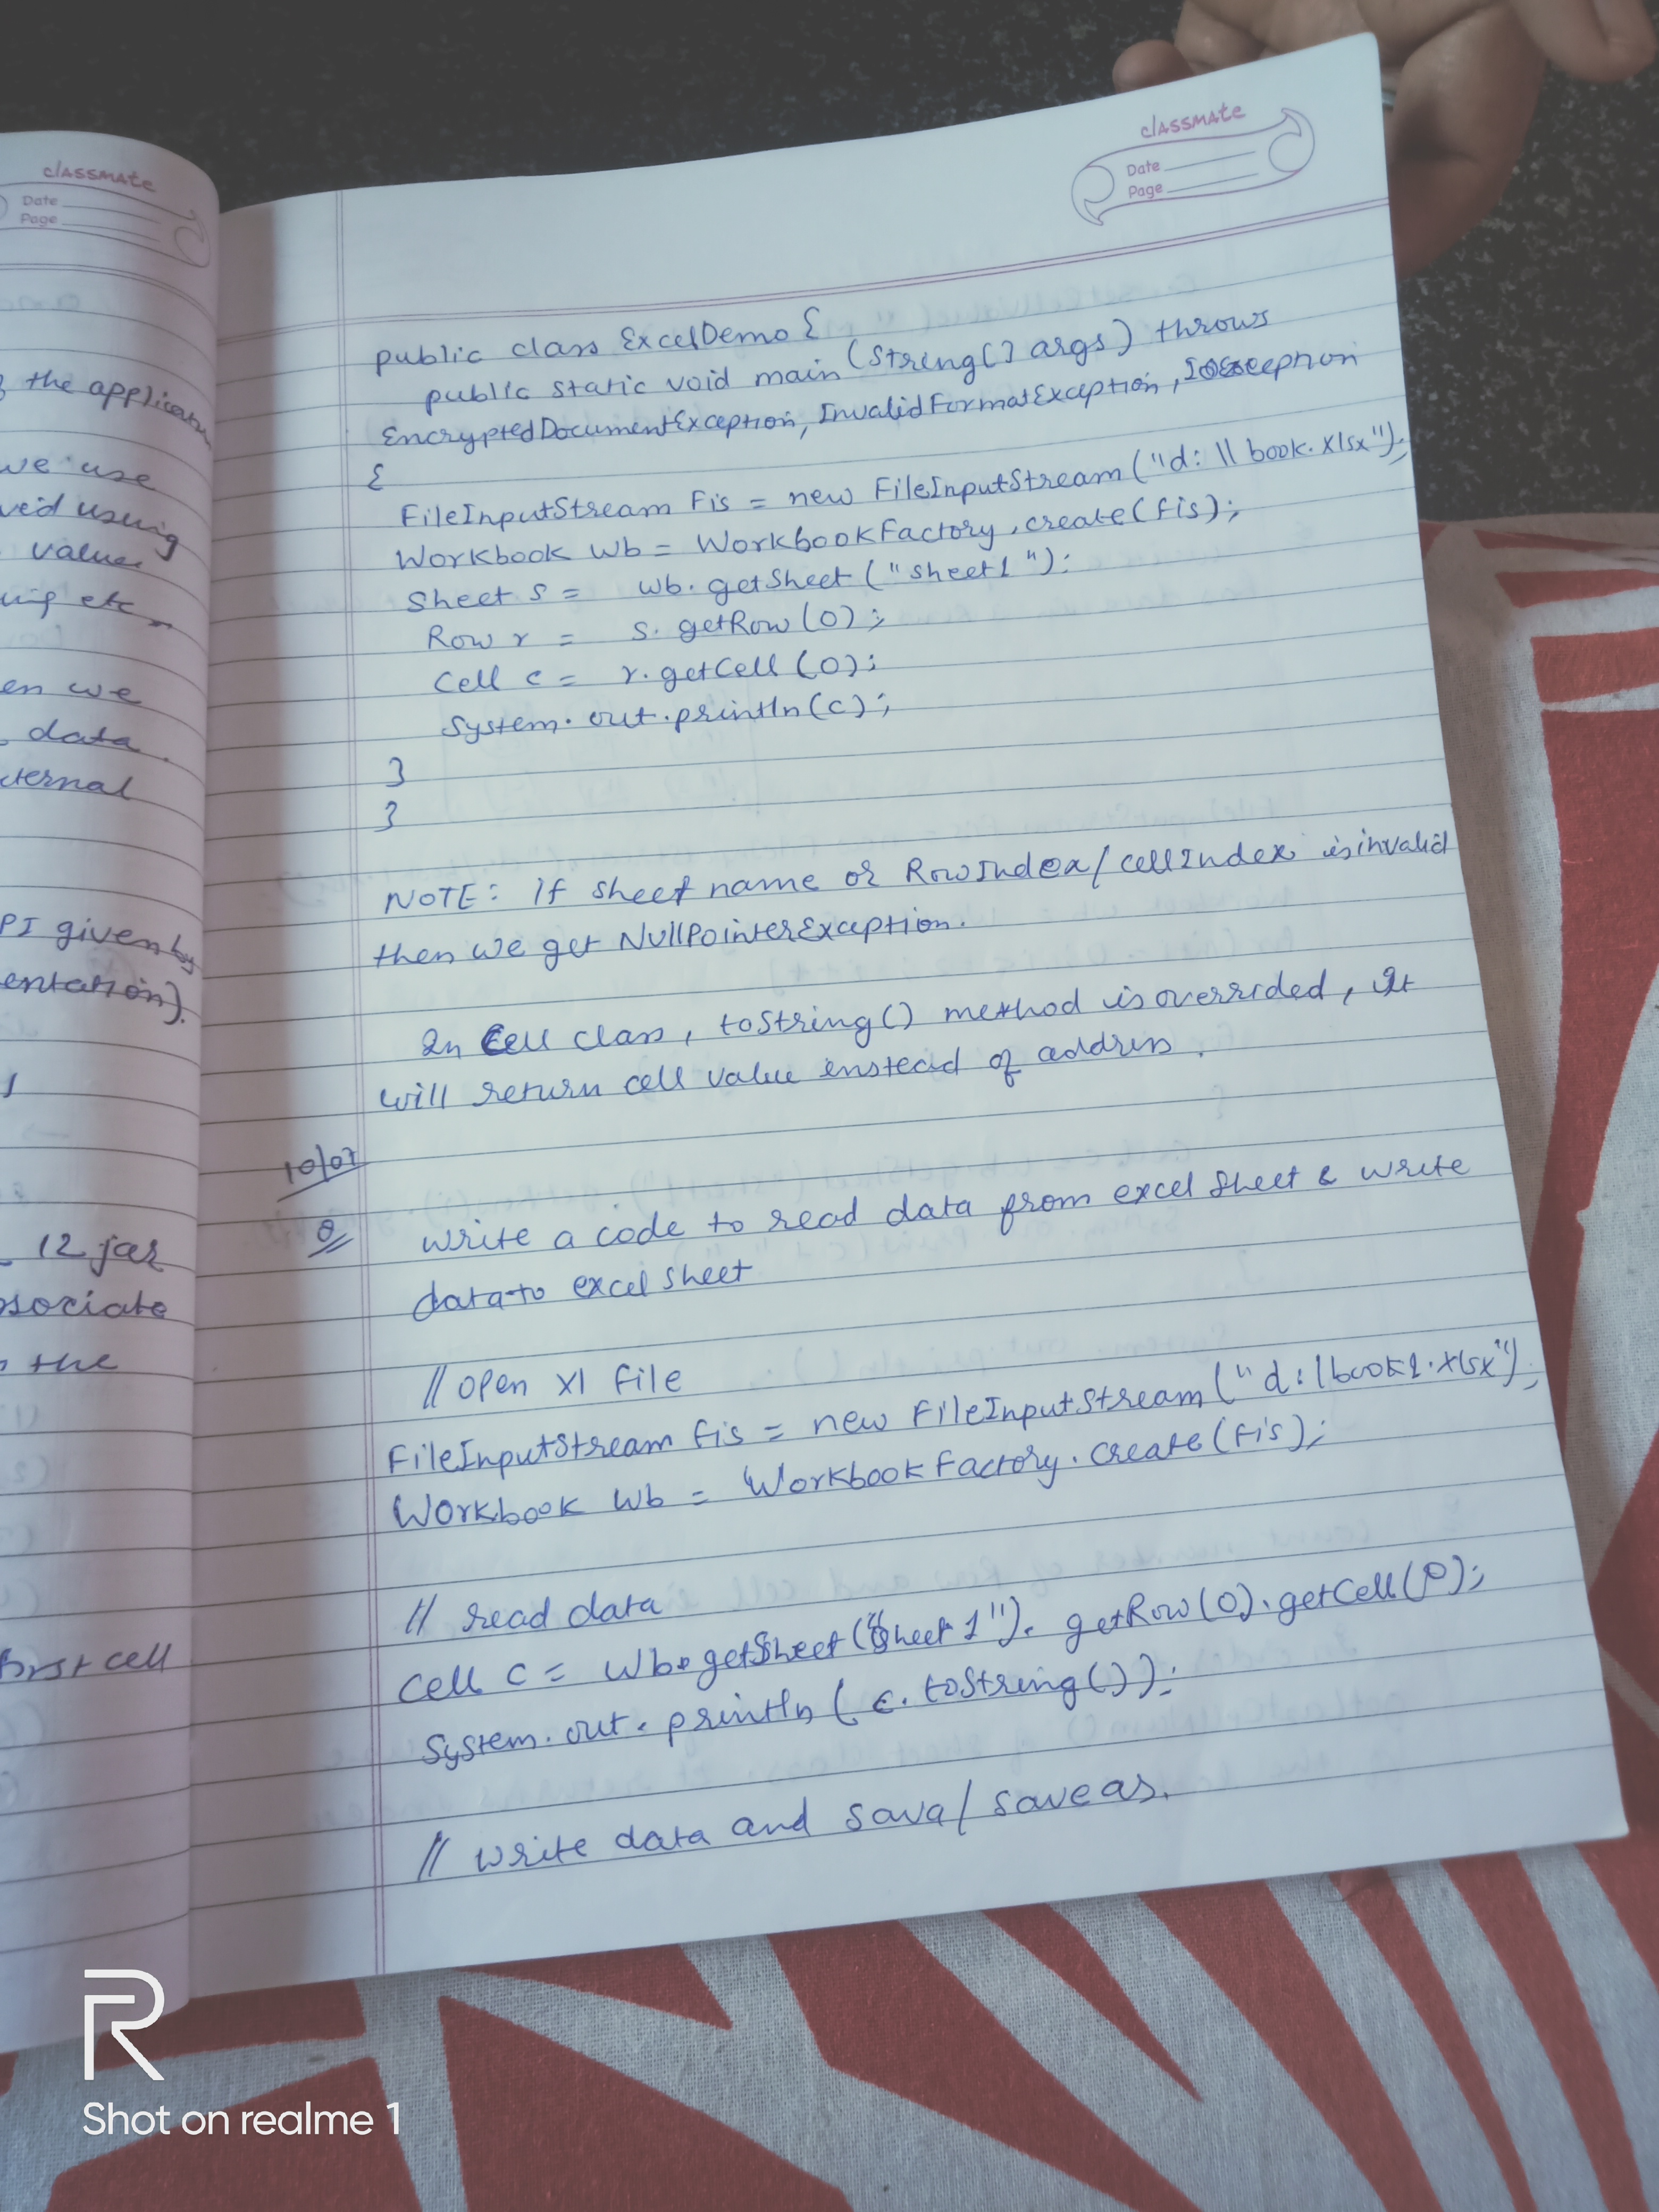 classmate
Date
Page
the applicaton
we use
ved using
value
etc
en we
data
ternal
PI given by
entation).
12 jar
sociate
the
first cell
classmate
Date
Page
public class ExcelDemo {
public static void main (String[] args) throws
EncryptedDocumentException, InvalidFormatException, IOException
{
FileInputStream Fis = new FileInputStream ("d: \\ book.xlsx");
Workbook wb = WorkbookFactory.create(fis);
Sheet s = wb.getSheet ("sheet1");
Row r = s.getRow (0);
Cell c = r.getCell (0);
System.out.println(c);
}
}
NOTE: If sheet name or RowIndex/cellIndex is invalid
then we get NullPointerException.
In Cell class, toString() method is overrided, It
will return cell value instead of address.
10/07
Q
write a code to read data from excel sheet & write
data to excel sheet
// open xl file
FileInputStream fis = new FileInputStream ("d:\book1.xlsx");
Workbook wb = WorkbookFactory.create(fis);
// read data
Cell c = wb.getSheet("Sheet 1").getRow(0).getCell(0);
System.out.println (c.toString());
// write data and sava/saveas.
R
Shot on realme 1